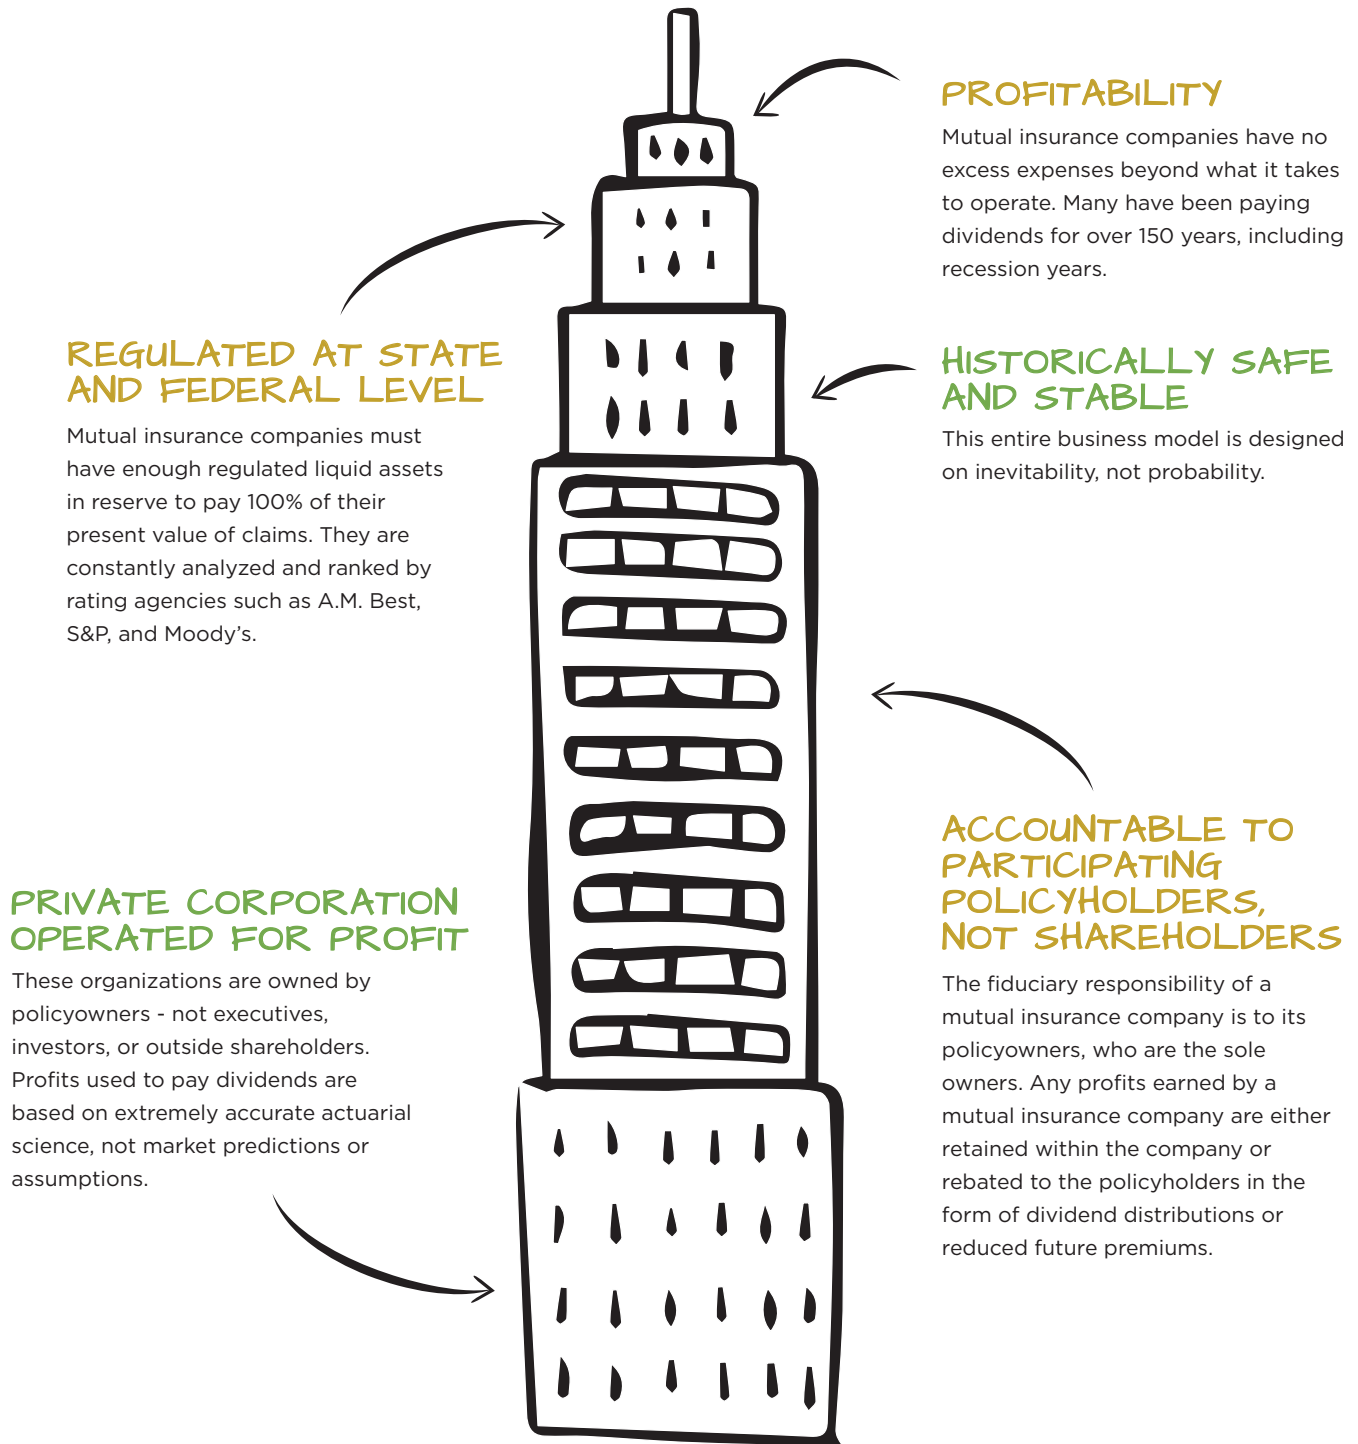 PROFITABILITY
Mutual insurance companies have no
excess expenses beyond what it takes
to operate. Many have been paying
dividends for over 150 years, including
recession years.
REGULATED AT STATE
AND FEDERAL LEVEL
Mutual insurance companies must
have enough regulated liquid assets
in reserve to pay 100% of their
present value of claims. They are
constantly analyzed and ranked by
rating agencies such as A.M. Best,
S&P, and Moody’s.
HISTORICALLY SAFE
AND STABLE
This entire business model is designed
on inevitability, not probability.
PRIVATE CORPORATION
OPERATED FOR PROFIT
These organizations are owned by
policyowners - not executives,
investors, or outside shareholders.
Profits used to pay dividends are
based on extremely accurate actuarial
science, not market predictions or
assumptions.
ACCOUNTABLE TO
PARTICIPATING
POLICYHOLDERS,
NOT SHAREHOLDERS
The fiduciary responsibility of a
mutual insurance company is to its
policyowners, who are the sole
owners. Any profits earned by a
mutual insurance company are either
retained within the company or
rebated to the policyholders in the
form of dividend distributions or
reduced future premiums.